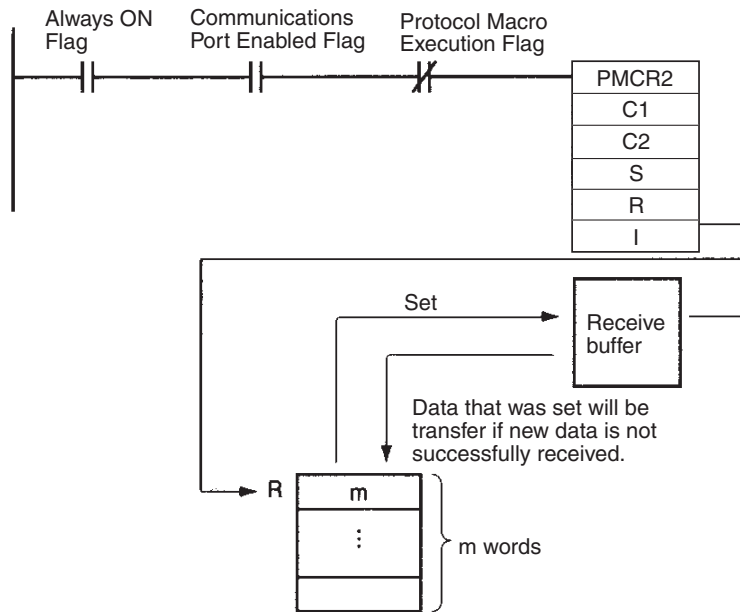 Always ON
Flag
Communications
Port Enabled Flag
Protocol Macro
Execution Flag
PMCR2
C1
C2
S
R
I
Set
Receive
buffer
Data that was set will be
transfer if new data is not
successfully received.
R
m
⋮
m words